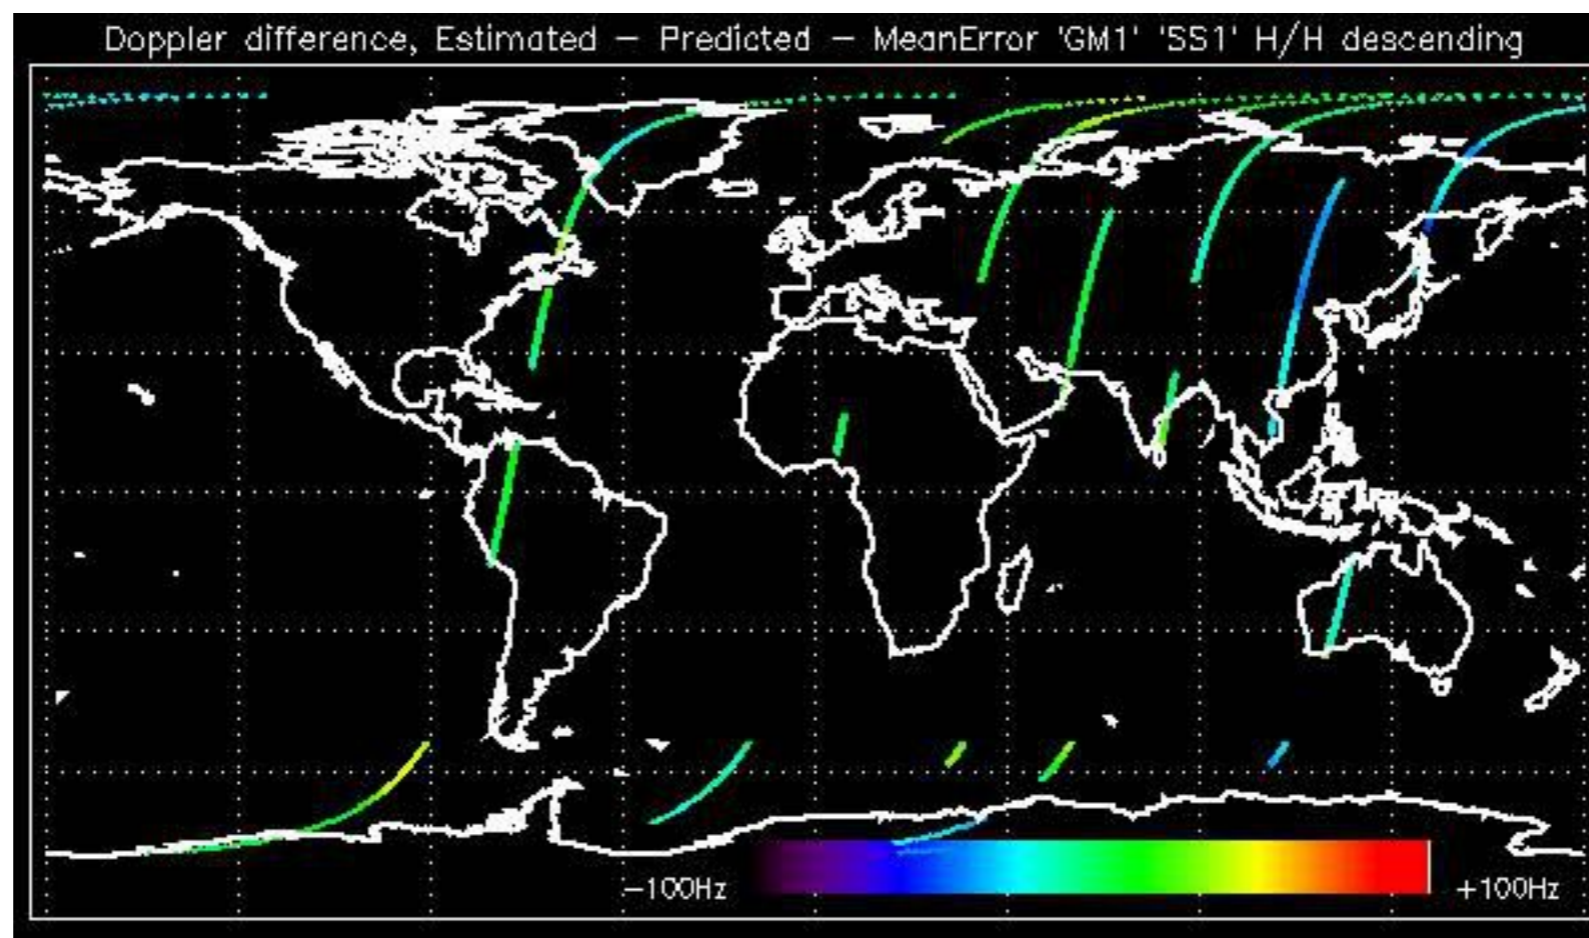 Doppler difference, Estimated – Predicted – MeanError 'GM1' 'SS1' H/H descending
−100Hz
+100Hz